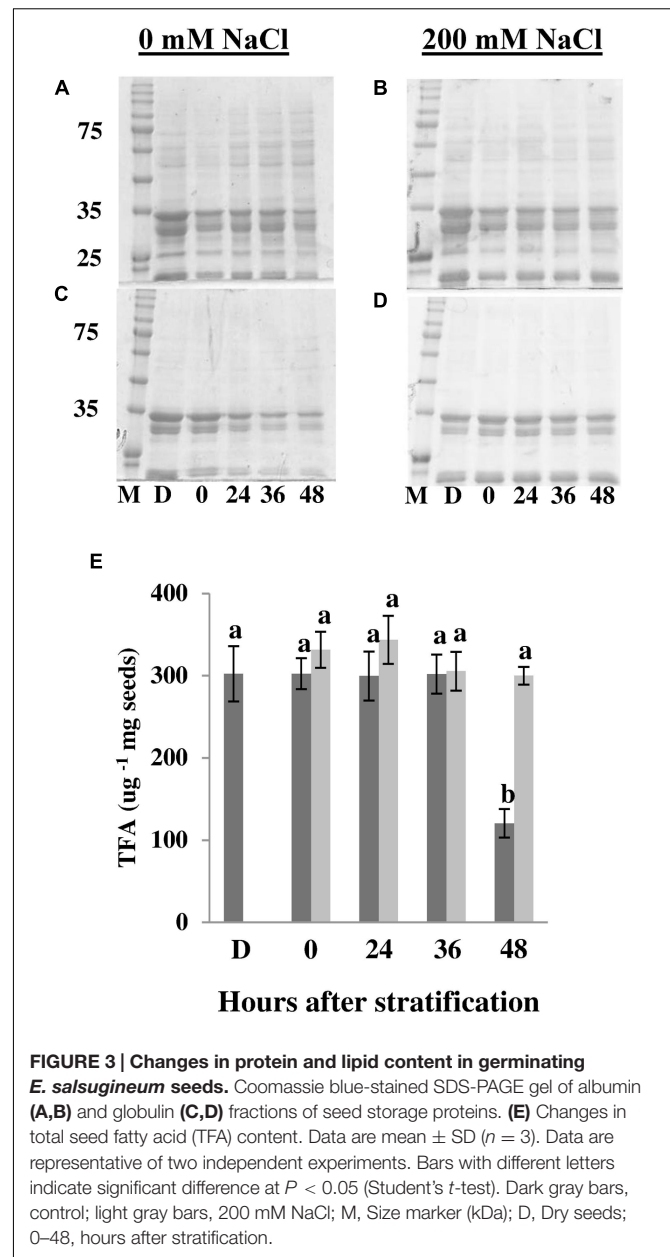 0 mM NaCl 200 mM NaCl
A B
75
35
25
C D
75
35
M D 0 24 36 48 M D 0 24 36 48
E
400
300
200
100
0
TFA (ug -1 mg seeds)
a a a a a a a b a
D 0 24 36 48
Hours after stratification
FIGURE 3 | Changes in protein and lipid content in germinating
E. salsugineum seeds. Coomassie blue-stained SDS-PAGE gel of albumin
(A,B) and globulin (C,D) fractions of seed storage proteins. (E) Changes in
total seed fatty acid (TFA) content. Data are mean ± SD (n = 3). Data are
representative of two independent experiments. Bars with different letters
indicate significant difference at P < 0.05 (Student's t-test). Dark gray bars,
control; light gray bars, 200 mM NaCl; M, Size marker (kDa); D, Dry seeds;
0–48, hours after stratification.